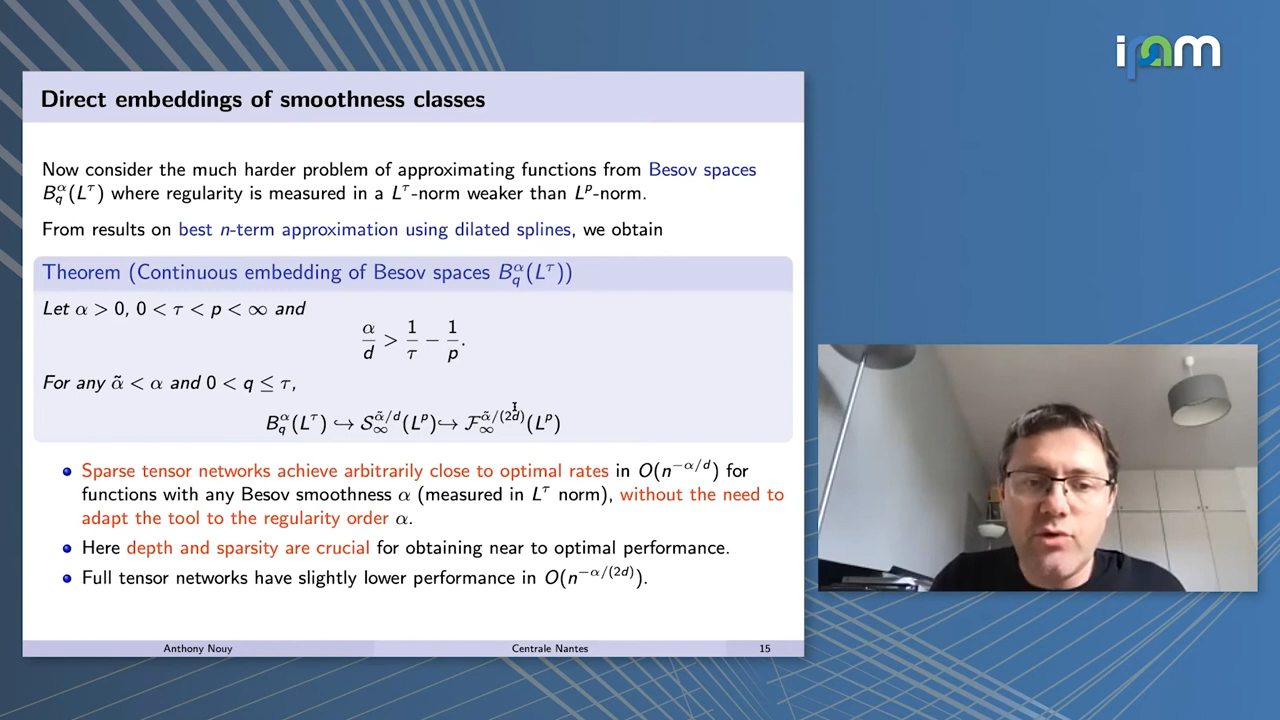 ipam
Direct embeddings of smoothness classes
Now consider the much harder problem of approximating functions from Besov spaces
B_q^α(L^τ) where regularity is measured in a L^τ-norm weaker than L^p-norm.
From results on best n-term approximation using dilated splines, we obtain
Theorem (Continuous embedding of Besov spaces B_q^α(L^τ))
Let α > 0, 0 < τ < p < ∞ and
α/d > 1/τ − 1/p.
For any α̃ < α and 0 < q ≤ τ,
B_q^α(L^τ) ↪ S_∞^{α̃/d}(L^p) ↪ F_∞^{α̃/(2d)}(L^p)
Sparse tensor networks achieve arbitrarily close to optimal rates in O(n^{−α/d}) for
functions with any Besov smoothness α (measured in L^τ norm), without the need to
adapt the tool to the regularity order α.
Here depth and sparsity are crucial for obtaining near to optimal performance.
Full tensor networks have slightly lower performance in O(n^{−α/(2d)}).
Anthony Nouy Centrale Nantes 15